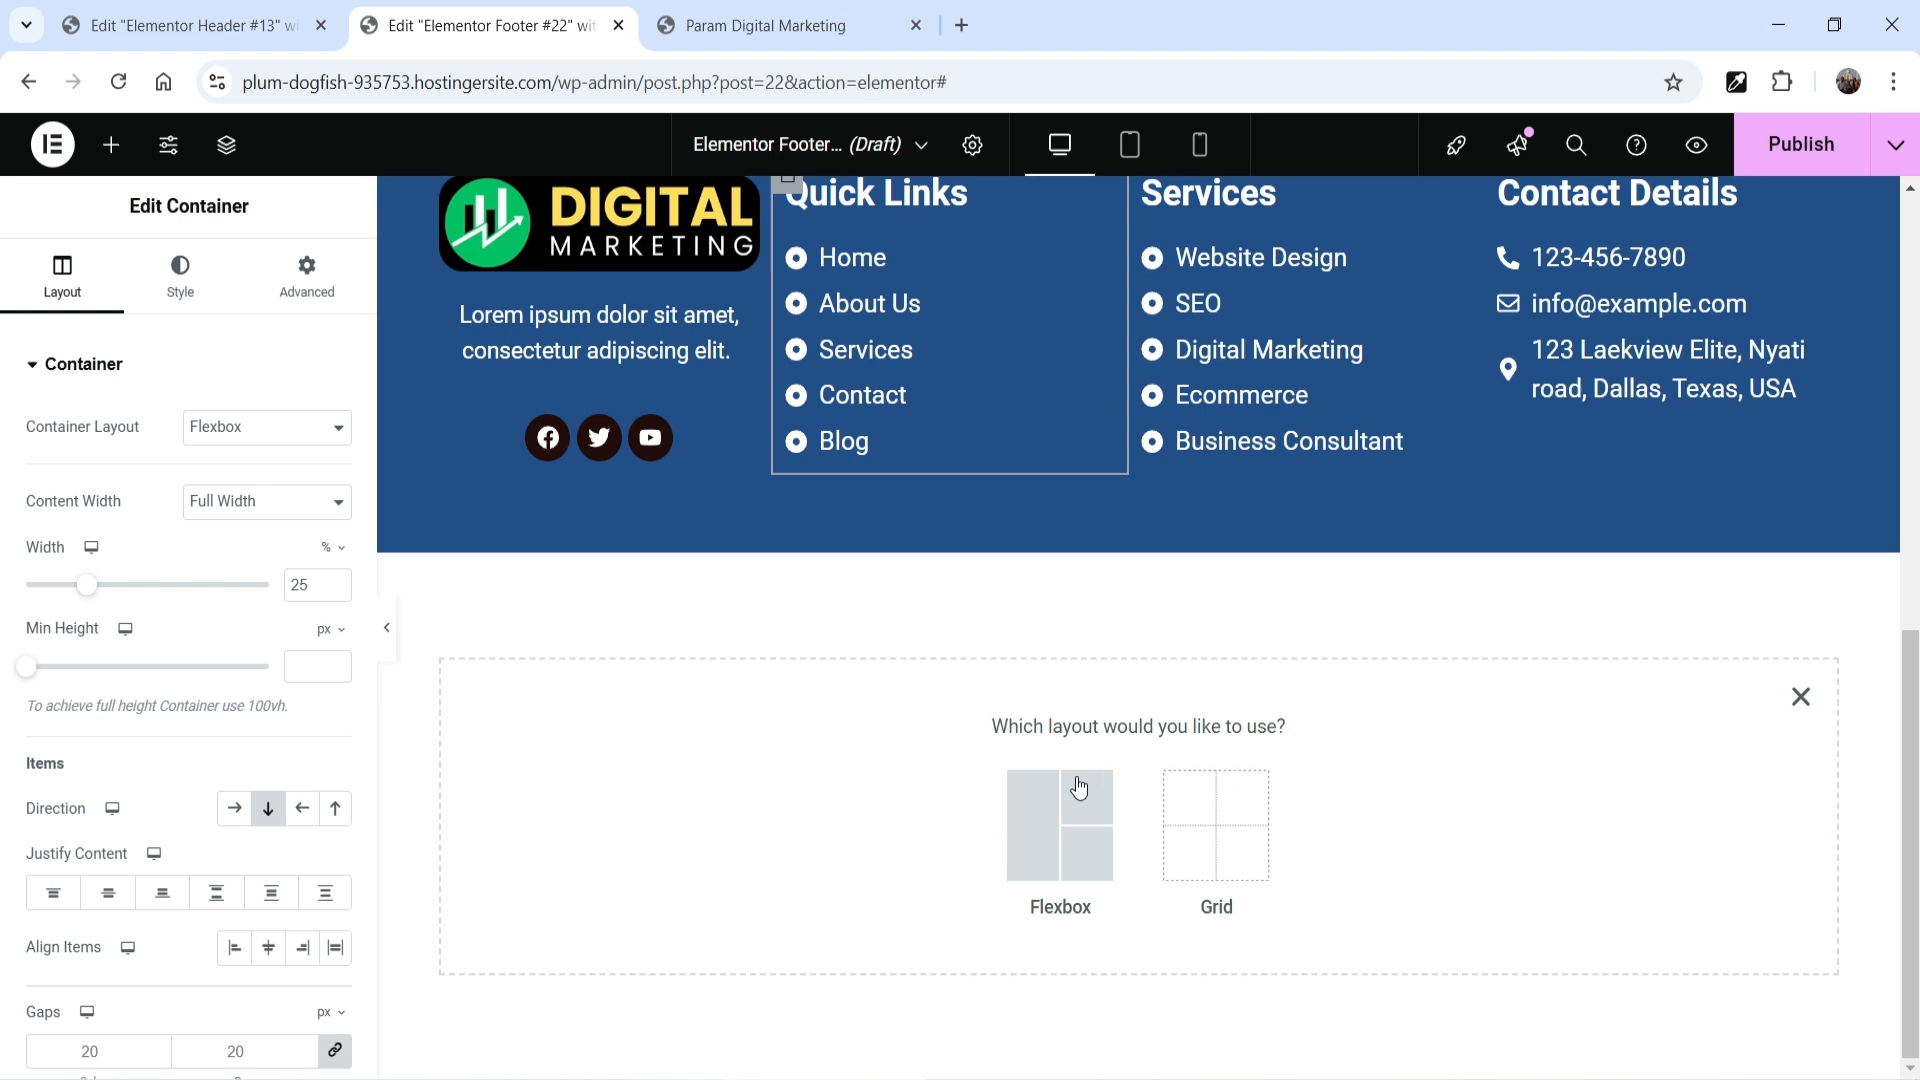 Edit "Elementor Header #13" wi
Edit "Elementor Footer #22" wit
Param Digital Marketing
plum-dogfish-935753.hostingersite.com/wp-admin/post.php?post=22&action=elementor#
Elementor Footer... (Draft)
Publish
Edit Container
Layout
Style
Advanced
Container
Container Layout
Flexbox
Content Width
Full Width
Width
%
25
Min Height
px
To achieve full height Container use 100vh.
Items
Direction
Justify Content
Align Items
Gaps
px
20
20
DIGITAL
MARKETING
Lorem ipsum dolor sit amet,
consectetur adipiscing elit.
Quick Links
Home
About Us
Services
Contact
Blog
Services
Website Design
SEO
Digital Marketing
Ecommerce
Business Consultant
Contact Details
123-456-7890
info@example.com
123 Laekview Elite, Nyati
road, Dallas, Texas, USA
Which layout would you like to use?
Flexbox
Grid